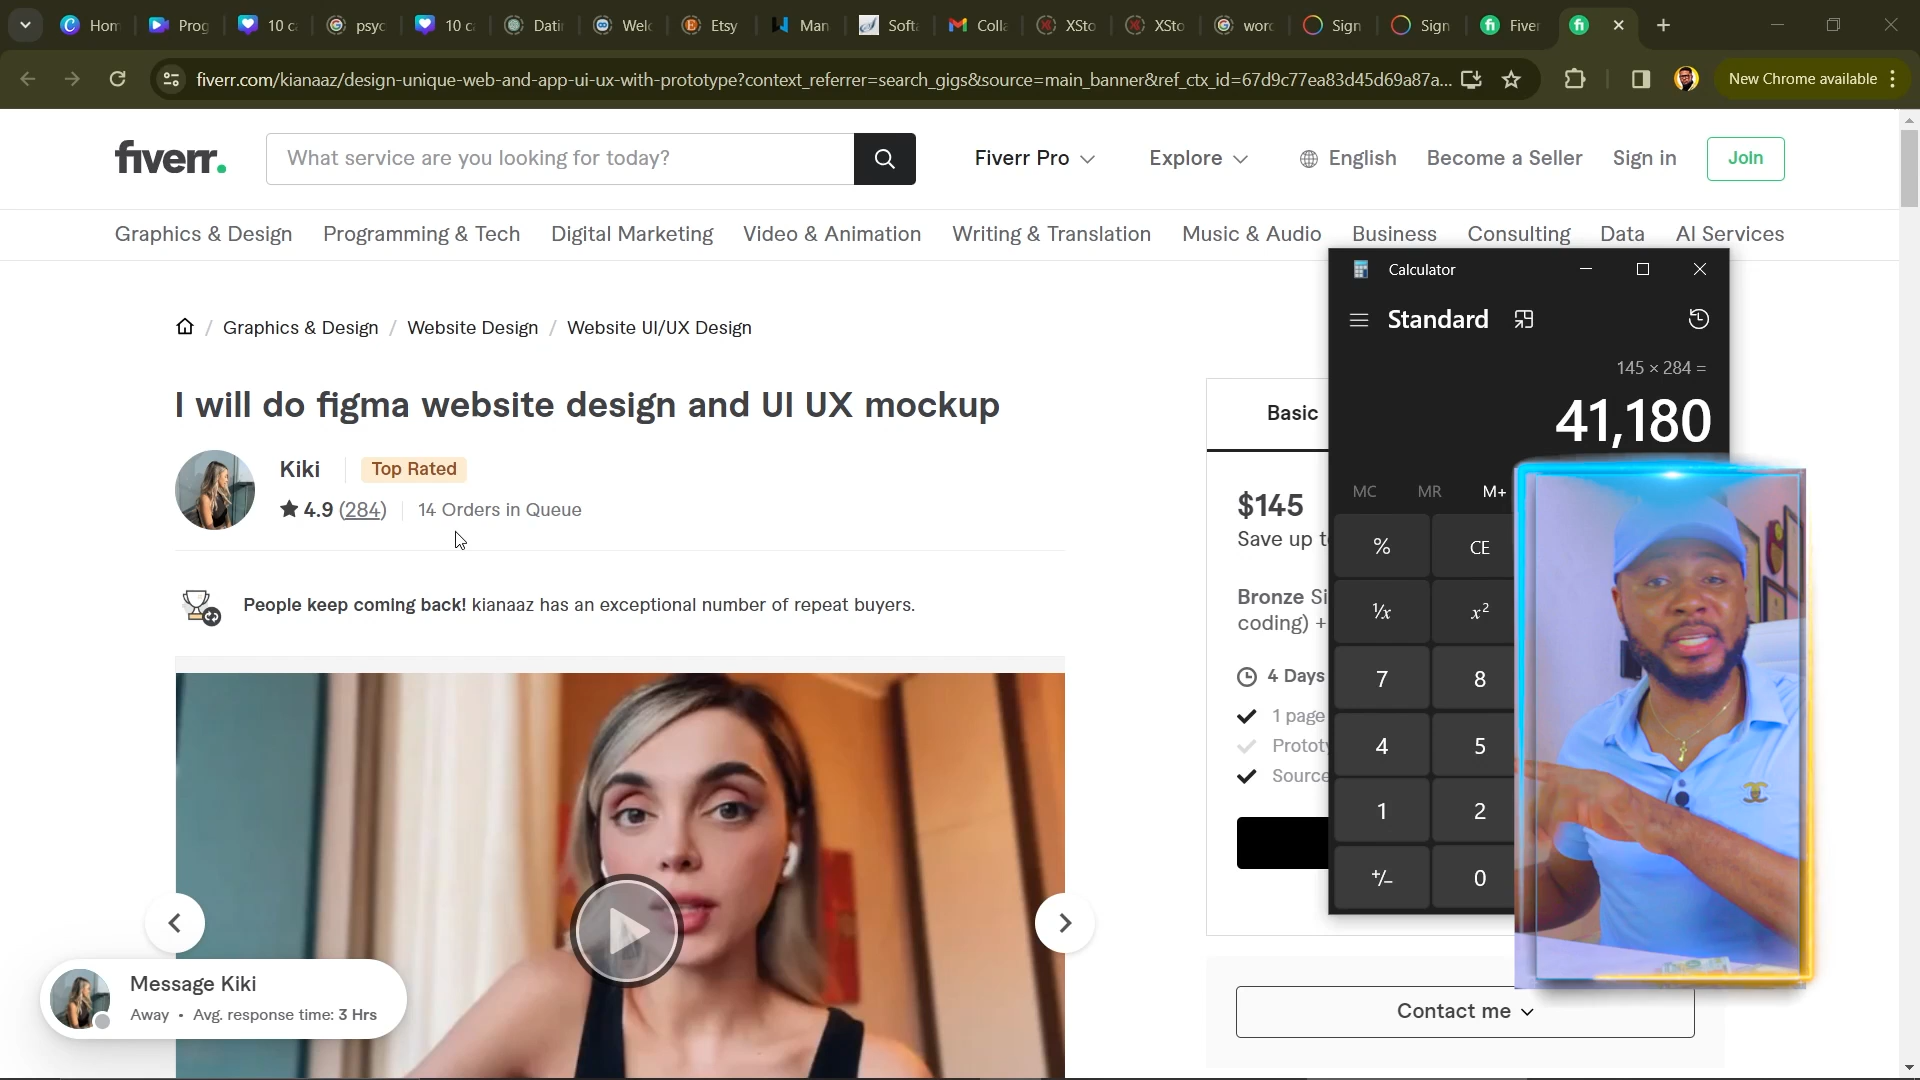 Hom
Prog
10 ca
psyc
10 ca
Datin
Welc
Etsy
Man
Softa
Colla
XSto
XSto
word
Sign
Sign
Fiver
fiverr.com/kianaaz/design-unique-web-and-app-ui-ux-with-prototype?context_referrer=search_gigs&source=main_banner&ref_ctx_id=67d9c77ea83d45d69a87a...
New Chrome available
fiverr.
What service are you looking for today?
Fiverr Pro
Explore
English
Become a Seller
Sign in
Join
Graphics & Design
Programming & Tech
Digital Marketing
Video & Animation
Writing & Translation
Music & Audio
Business
Consulting
Data
AI Services
Calculator
Standard
145 × 284 =
41,180
MC
MR
M+
%
CE
⅟x
x²
7
8
4
5
1
2
+/−
0
/ Graphics & Design / Website Design / Website UI/UX Design
I will do figma website design and UI UX mockup
Kiki
Top Rated
4.9 (284)
14 Orders in Queue
People keep coming back! kianaaz has an exceptional number of repeat buyers.
Basic
$145
Save up t
Bronze Si
coding) +
4 Days
1 page
Prototy
Source
Contact me
Message Kiki
Away • Avg. response time: 3 Hrs